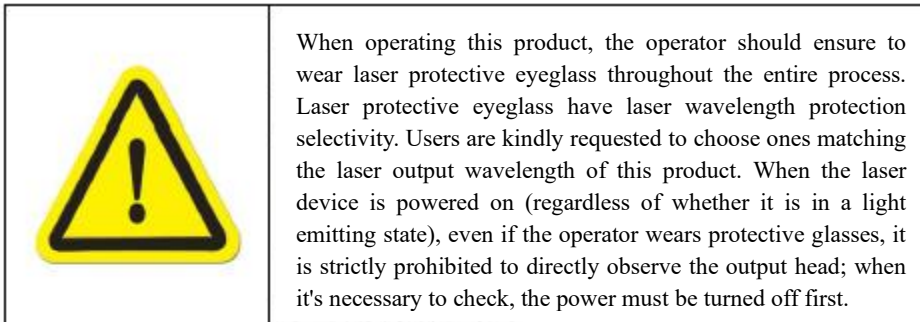 When operating this product, the operator should ensure to
wear laser protective eyeglass throughout the entire process.
Laser protective eyeglass have laser wavelength protection
selectivity. Users are kindly requested to choose ones matching
the laser output wavelength of this product. When the laser
device is powered on (regardless of whether it is in a light
emitting state), even if the operator wears protective glasses, it
is strictly prohibited to directly observe the output head; when
it's necessary to check, the power must be turned off first.